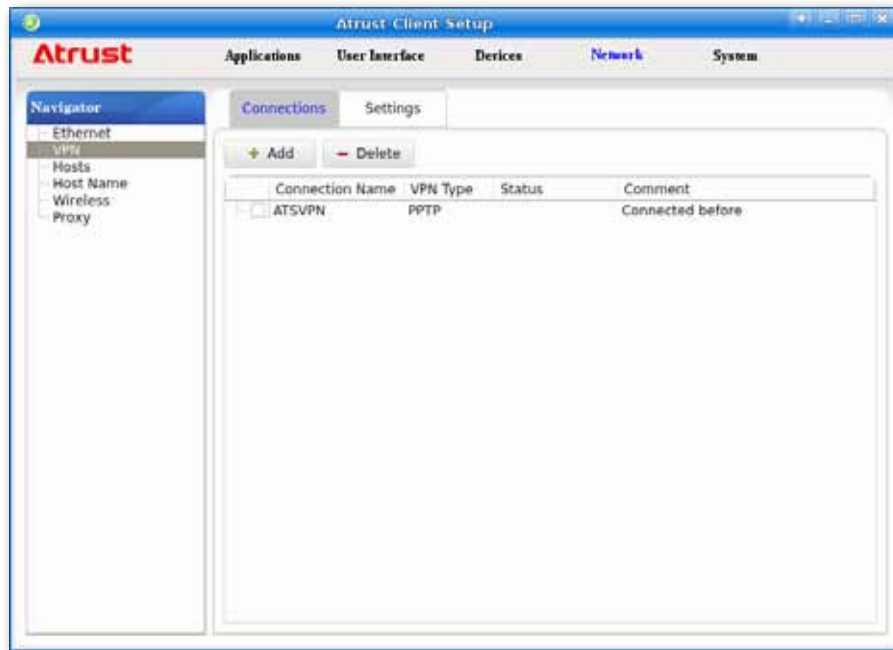 Atrust Client Setup
Atrust Applications User Interface Devices Network System
Navigator
Ethernet
VPN
Hosts
Host Name
Wireless
Proxy
Connections Settings
+ Add - Delete
Connection Name VPN Type Status Comment
ATSVPN PPTP Connected before